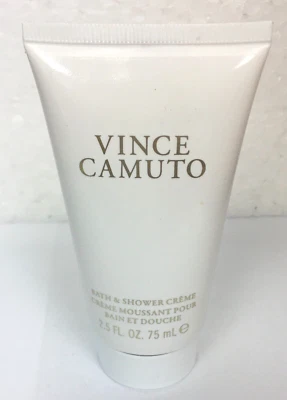 VINCE
CAMUTO
BATH & SHOWER CRÈME
CRÈME MOUSSANT POUR
BAIN ET DOUCHE
2.5 FL. OZ. 75 mL ℮